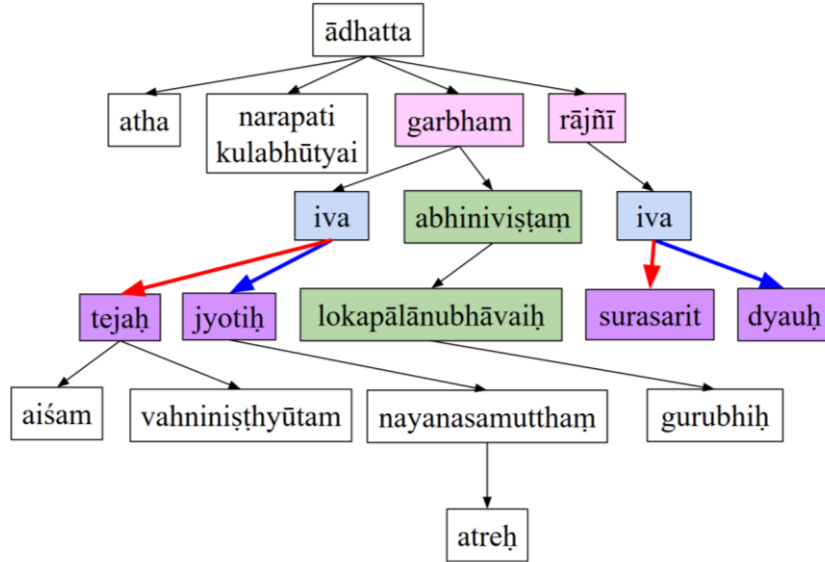 ādhatta
atha
narapati
kulabhūtyai
garbham
rājñī
iva
abhiniviṣṭaṃ
iva
tejaḥ
jyotiḥ
lokapālānubhāvaiḥ
surasarit
dyauḥ
aiśam
vahniniṣṭhyūtam
nayanasamutthaṃ
gurubhiḥ
atreḥ